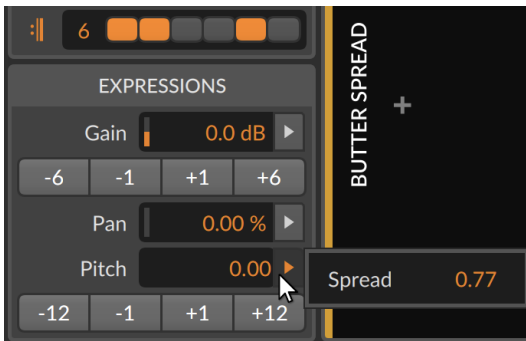 6
EXPRESSIONS
Gain 0.0 dB
-6 -1 +1 +6
Pan 0.00 %
Pitch 0.00
-12 -1 +1 +12
BUTTER SPREAD
+
Spread 0.77